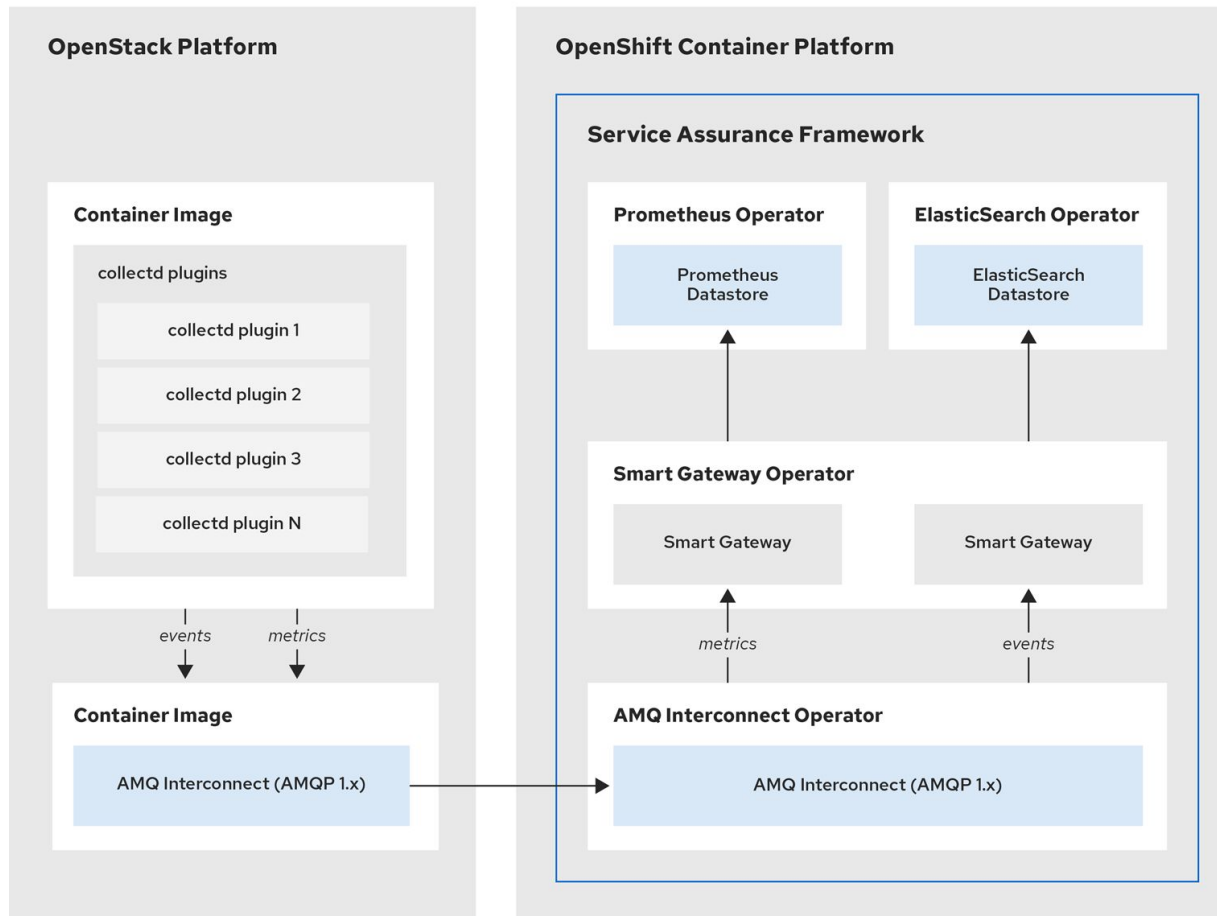 OpenStack Platform
Container Image
collectd plugins
collectd plugin 1
collectd plugin 2
collectd plugin 3
collectd plugin N
events
metrics
Container Image
AMQ Interconnect (AMQP 1.x)
OpenShift Container Platform
Service Assurance Framework
Prometheus Operator
Prometheus
Datastore
ElasticSearch Operator
ElasticSearch
Datastore
Smart Gateway Operator
Smart Gateway
Smart Gateway
metrics
events
AMQ Interconnect Operator
AMQ Interconnect (AMQP 1.x)